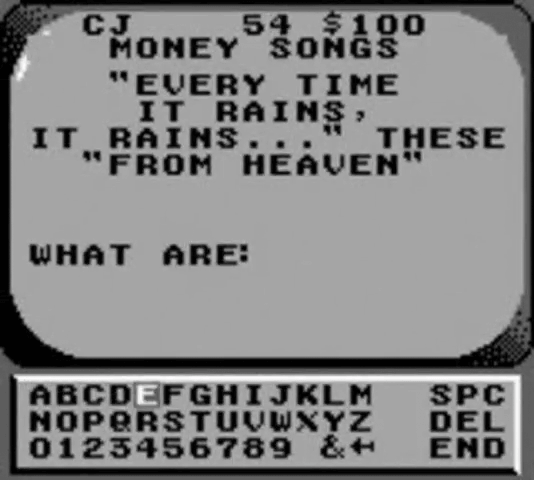 CJ 54 $100
MONEY SONGS
"EVERY TIME
IT RAINS,
IT RAINS..." THESE
"FROM HEAVEN"
WHAT ARE:
ABCDEFGHIJKLM SPC
NOPQRSTUVWXYZ DEL
0123456789 &← END